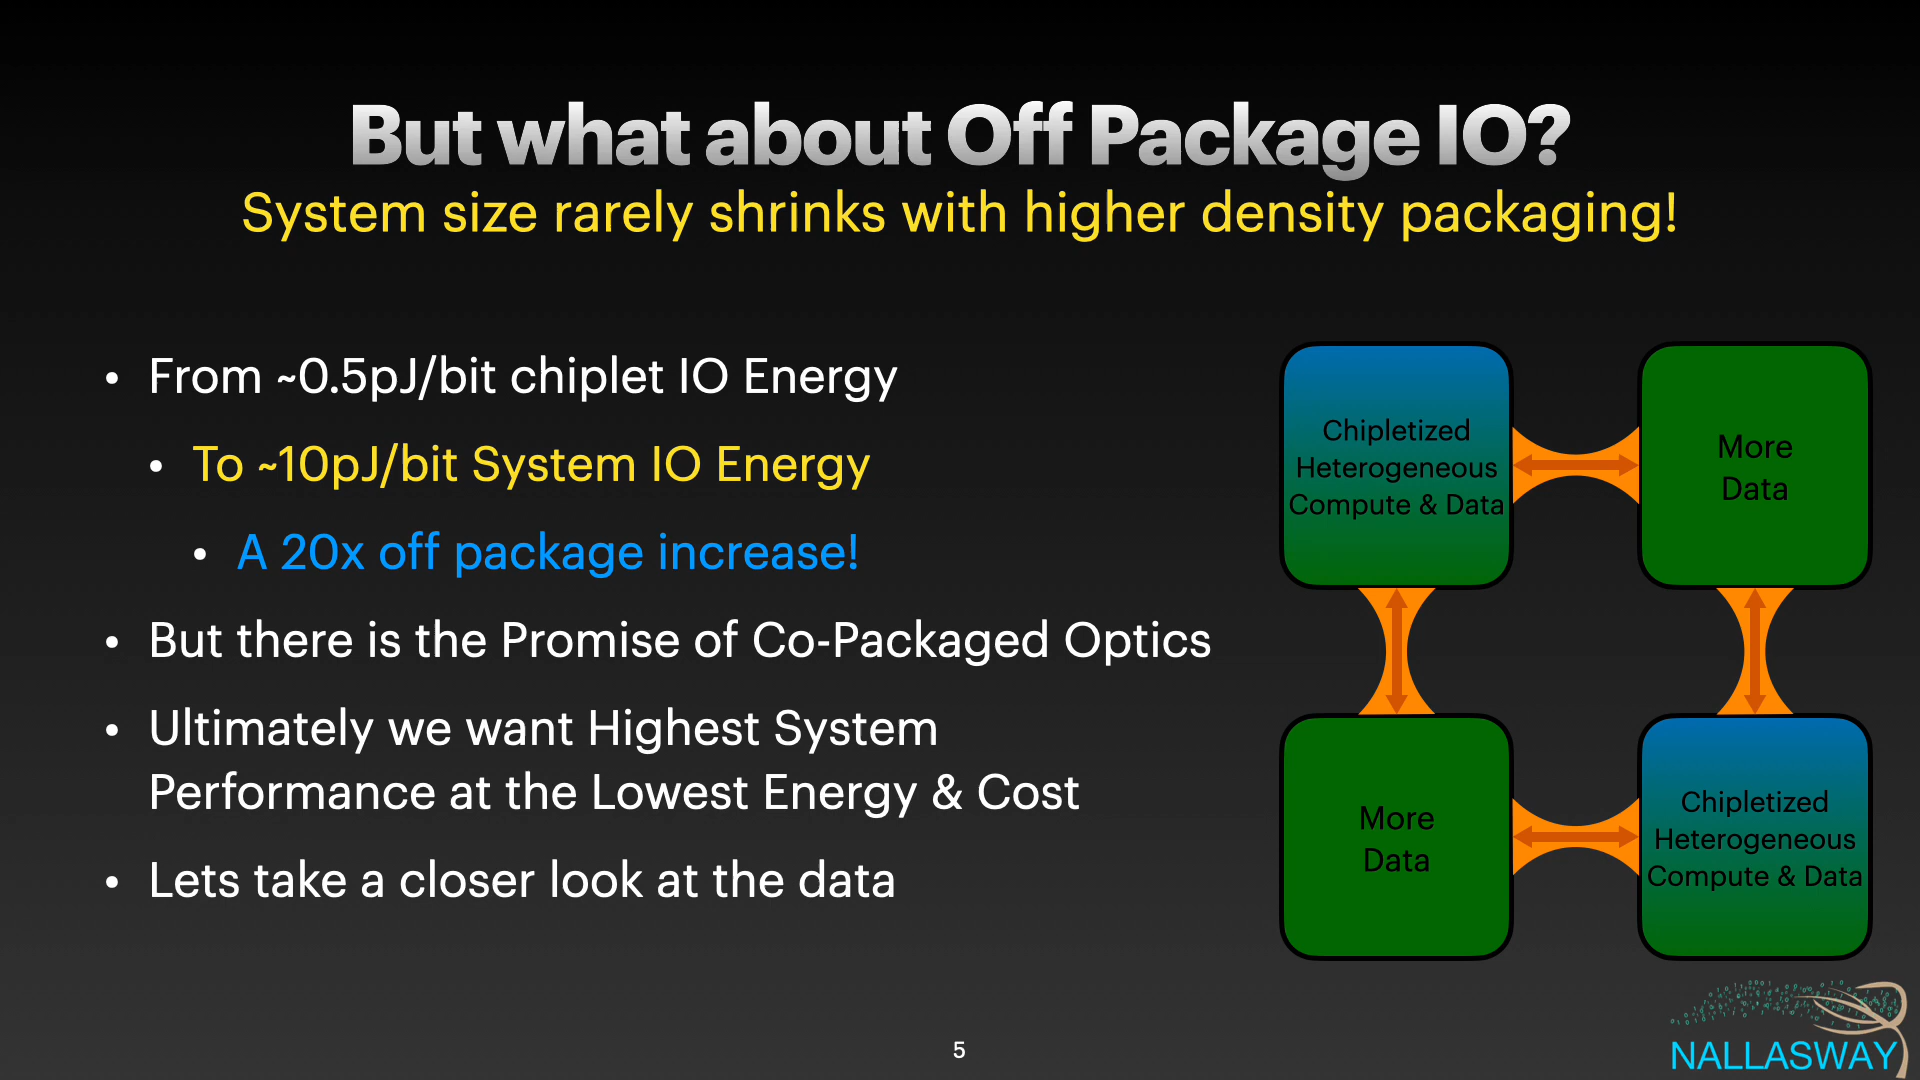 But what about Off Package IO?
System size rarely shrinks with higher density packaging!
• From ~0.5pJ/bit chiplet IO Energy
• To ~10pJ/bit System IO Energy
• A 20x off package increase!
• But there is the Promise of Co-Packaged Optics
• Ultimately we want Highest System
Performance at the Lowest Energy & Cost
• Lets take a closer look at the data
Chipletized
Heterogeneous
Compute & Data
More
Data
More
Data
Chipletized
Heterogeneous
Compute & Data
5
NALLASWAY